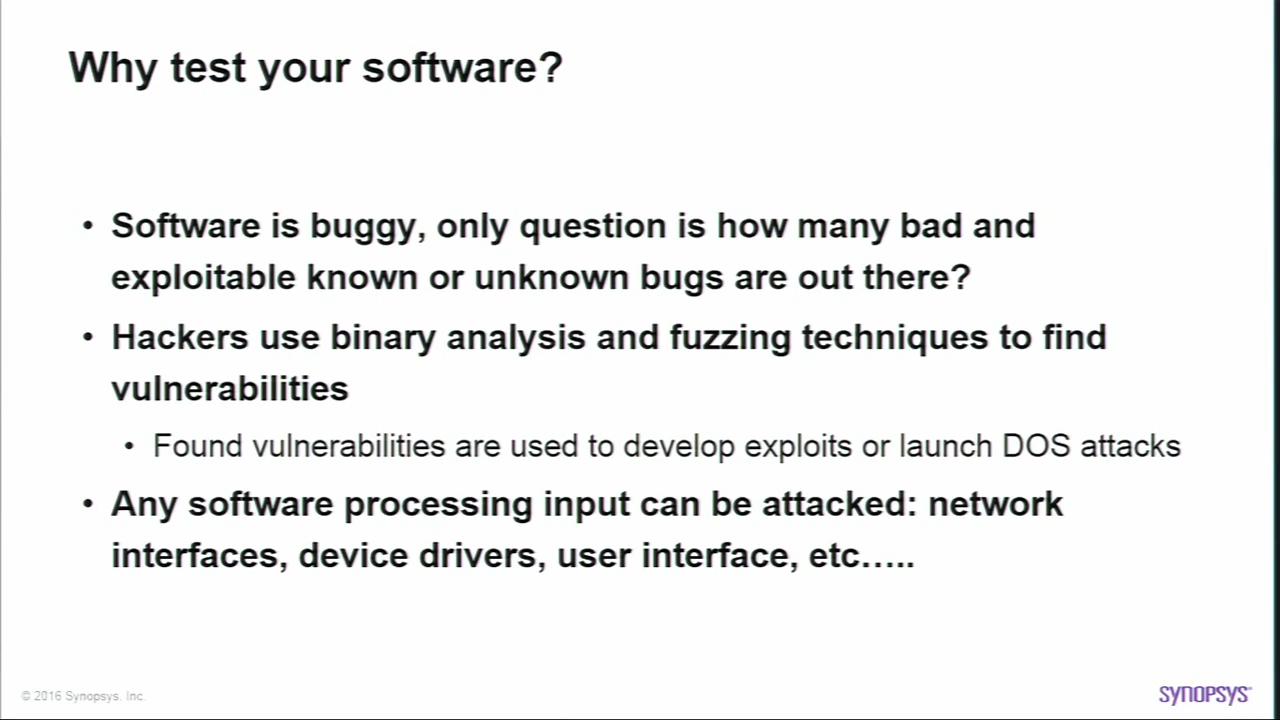 Why test your software?
• Software is buggy, only question is how many bad and
exploitable known or unknown bugs are out there?
• Hackers use binary analysis and fuzzing techniques to find
vulnerabilities
• Found vulnerabilities are used to develop exploits or launch DOS attacks
• Any software processing input can be attacked: network
interfaces, device drivers, user interface, etc…..
© 2016 Synopsys. Inc.
SYNOPSYS